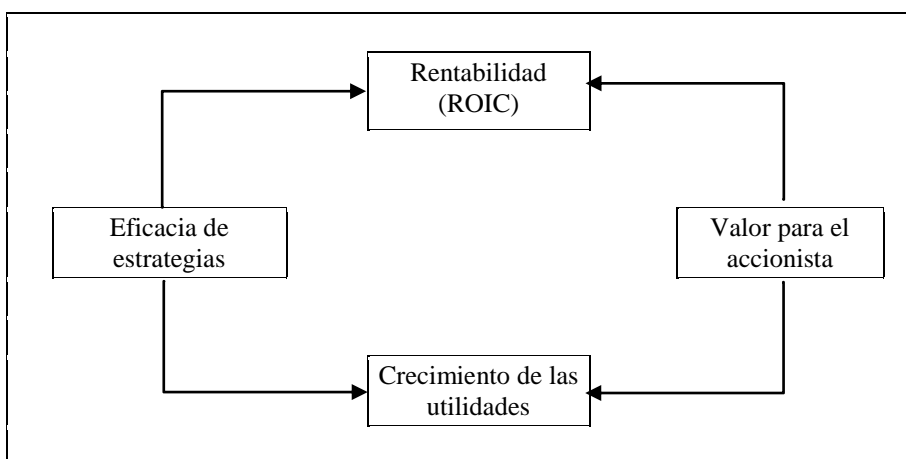 Rentabilidad
(ROIC)
Eficacia de
estrategias
Valor para el
accionista
Crecimiento de las
utilidades